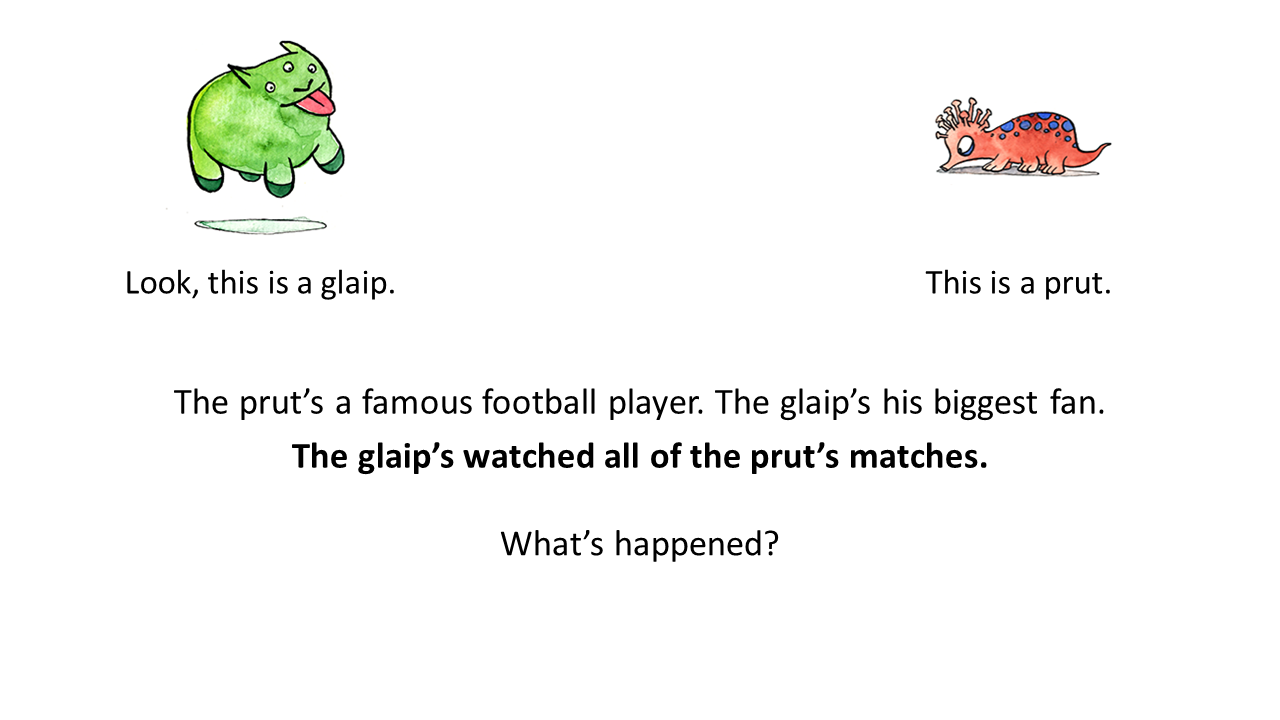 Look, this is a glaip.
This is a prut.
The prut’s a famous football player. The glaip’s his biggest fan.
The glaip’s watched all of the prut’s matches.
What’s happened?